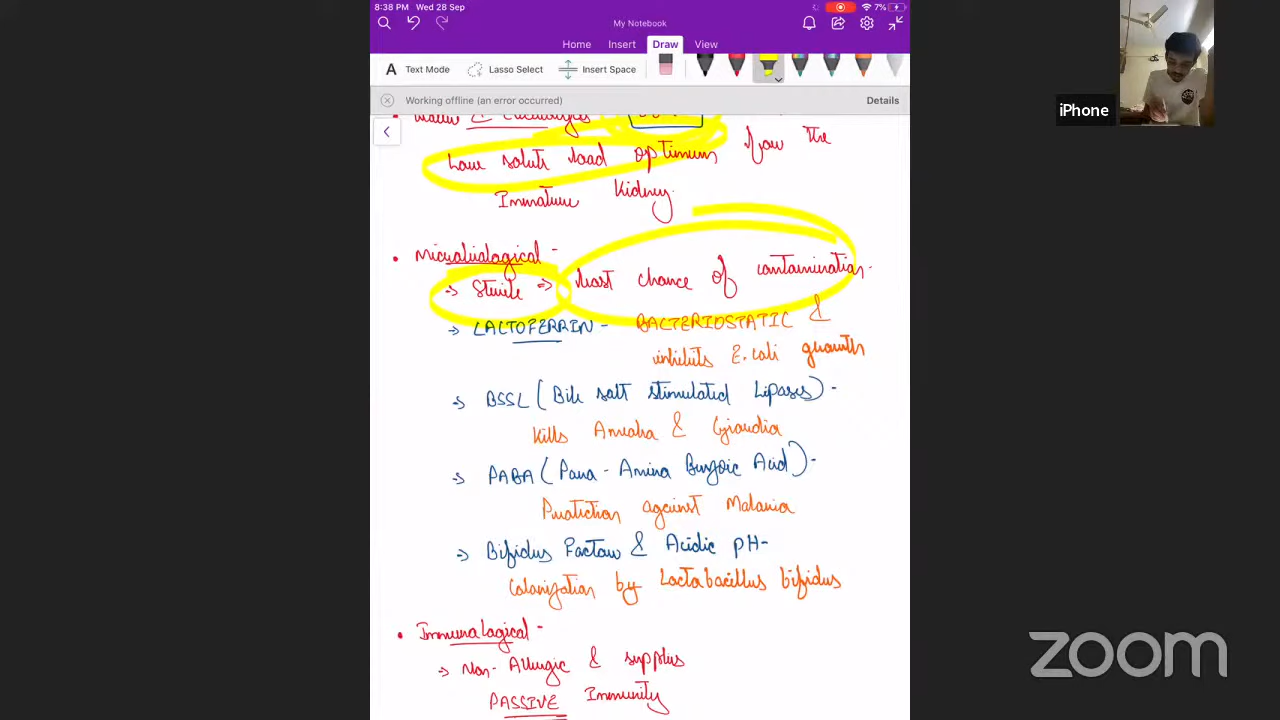 8:38 PM Wed 28 Sep
7%
My Notebook
Home Insert Draw View
A Text Mode Lasso Select Insert Space
Working offline (an error occurred) Details
iPhone
Low solute load optimum for the
Immature Kidney
• Microbiological -
→ Sterile ⇒ least chance of contamination.
→ LACTOFERRIN - BACTERIOSTATIC &
inhibits E.coli growth
→ BSSL (Bile salt stimulated Lipases) -
Kills Amoeba & Giardia
→ PABA (Para - Amino Benzoic Acid) -
Protection against Malaria
→ Bifidus Factor & Acidic pH -
Colonization by Lactobacillus bifidus
• Immunological -
→ Non-Allergic & supplies
PASSIVE Immunity
zoom